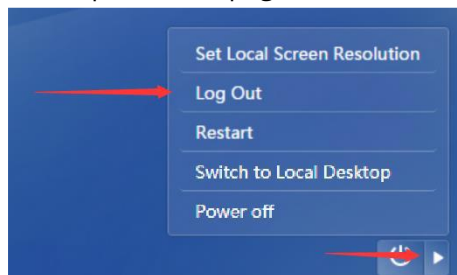 Set Local Screen Resolution
Log Out
Restart
Switch to Local Desktop
Power off